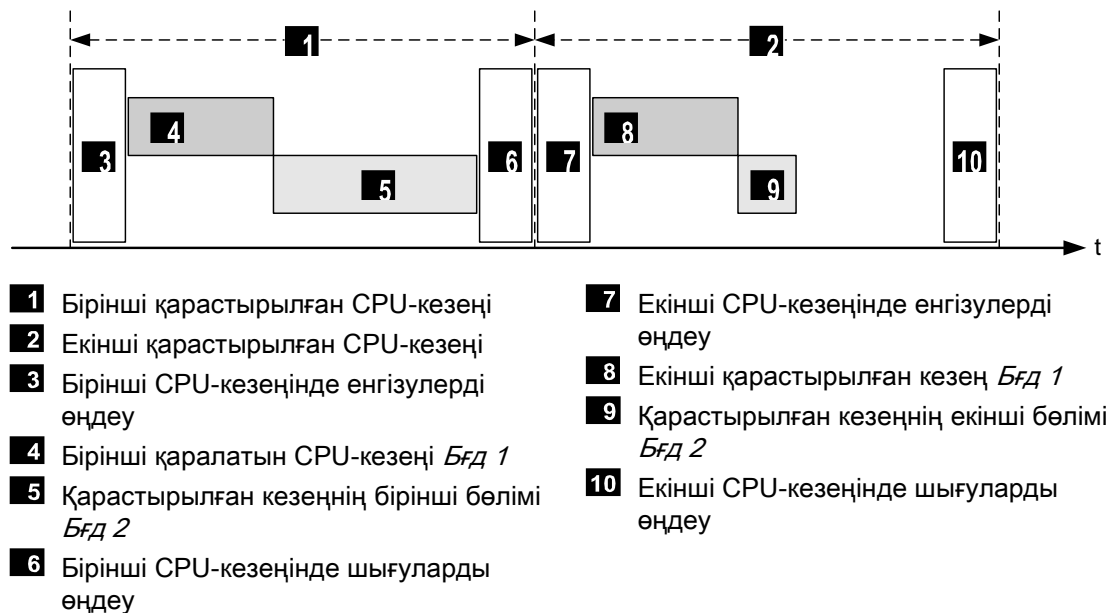 1
2
3
4
5
6
7
8
9
10
t
1 Бірінші қарастырылған CPU-кезеңі
2 Екінші қарастырылған CPU-кезеңі
3 Бірінші CPU-кезеңінде енгізулерді
өңдеу
4 Бірінші қаралатын CPU-кезеңі Бғд 1
5 Қарастырылған кезеңнің бірінші бөлімі
Бғд 2
6 Бірінші CPU-кезеңінде шығуларды
өңдеу
7 Екінші CPU-кезеңінде енгізулерді
өңдеу
8 Екінші қарастырылған кезең Бғд 1
9 Қарастырылған кезеңнің екінші бөлімі
Бғд 2
10 Екінші CPU-кезеңінде шығуларды
өңдеу